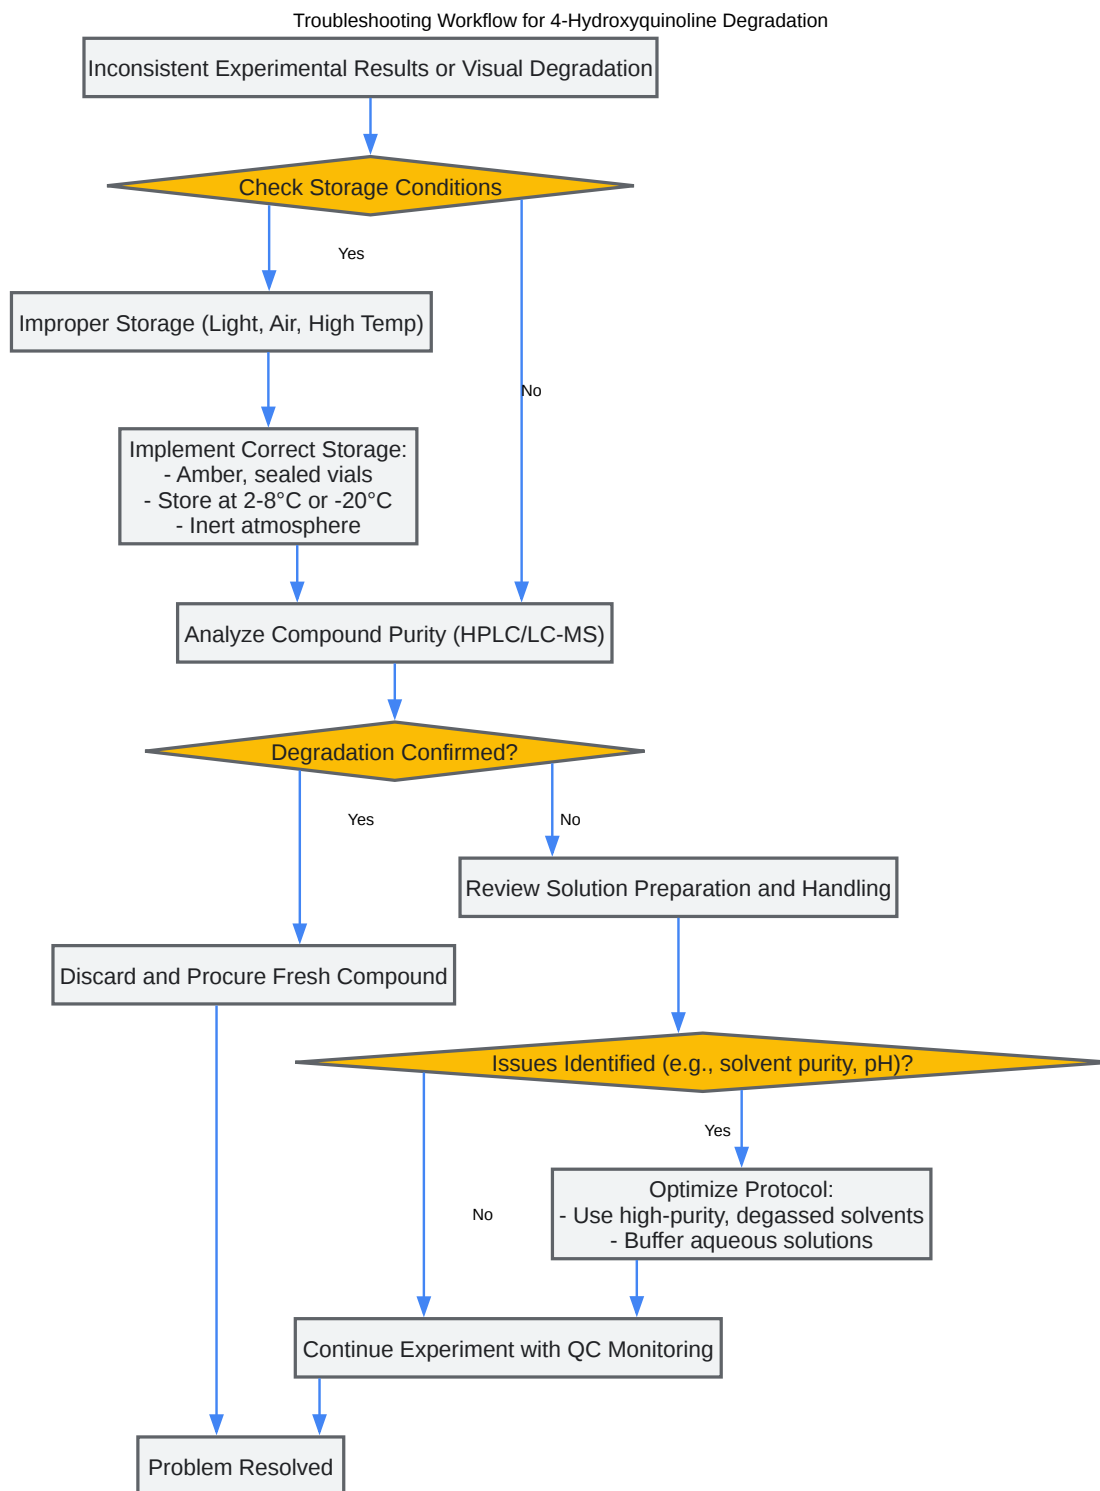 Troubleshooting Workflow for 4-Hydroxyquinoline Degradation
Inconsistent Experimental Results or Visual Degradation
Check Storage Conditions
Yes
Improper Storage (Light, Air, High Temp)
No
Implement Correct Storage:
- Amber, sealed vials
- Store at 2-8°C or -20°C
- Inert atmosphere
Analyze Compound Purity (HPLC/LC-MS)
Degradation Confirmed?
Yes
No
Review Solution Preparation and Handling
Discard and Procure Fresh Compound
Issues Identified (e.g., solvent purity, pH)?
Yes
No
Optimize Protocol:
- Use high-purity, degassed solvents
- Buffer aqueous solutions
Continue Experiment with QC Monitoring
Problem Resolved